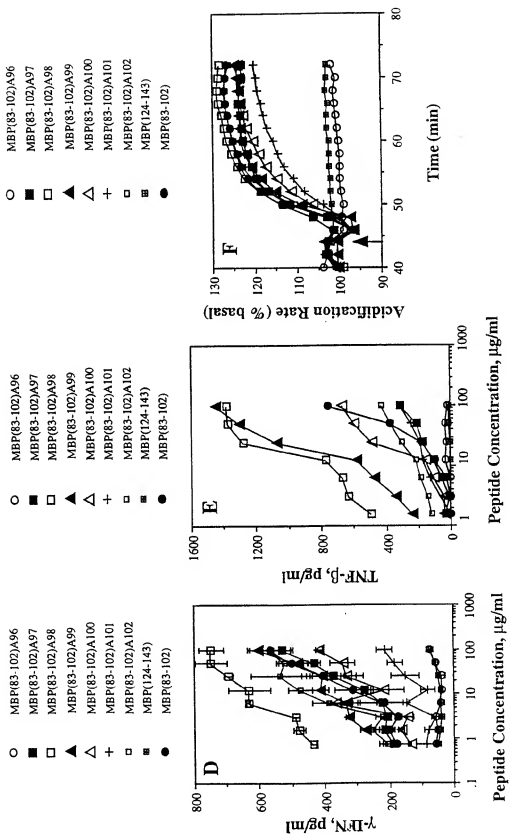 D
γ-IFN, pg/ml
800
600
400
200
0
.1 1 10 100 1000
Peptide Concentration, μg/ml
MBP(83-102)A96
MBP(83-102)A97
MBP(83-102)A98
MBP(83-102)A99
MBP(83-102)A100
MBP(83-102)A101
MBP(83-102)A102
MBP(124-143)
MBP(83-102)
E
TNF-β, pg/ml
1600
1200
800
400
0
1 10 100 1000
Peptide Concentration, μg/ml
MBP(83-102)A96
MBP(83-102)A97
MBP(83-102)A98
MBP(83-102)A99
MBP(83-102)A100
MBP(83-102)A101
MBP(83-102)A102
MBP(124-143)
MBP(83-102)
F
Acidification Rate (% basal)
130
120
110
100
90
40 50 60 70 80
Time (min)
MBP(83-102)A96
MBP(83-102)A97
MBP(83-102)A98
MBP(83-102)A99
MBP(83-102)A100
MBP(83-102)A101
MBP(83-102)A102
MBP(124-143)
MBP(83-102)